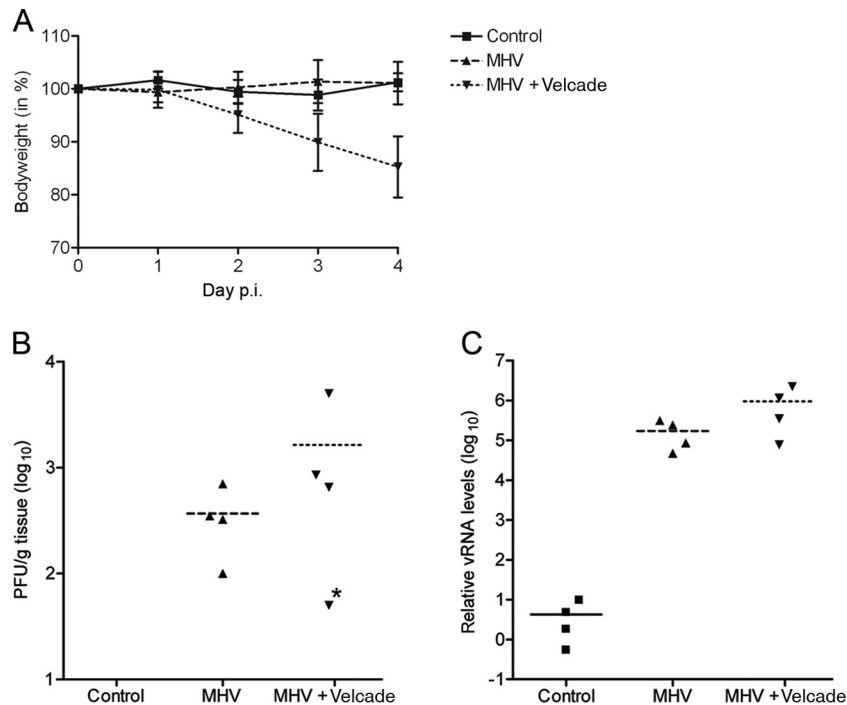 A
110
100
90
80
70
Bodyweight (in %)
0 1 2 3 4
Day p.i.
Control
MHV
MHV + Velcade
B
4
3
2
1
PFU/g tissue (log10)
*
Control MHV MHV + Velcade
C
7
6
5
4
3
2
1
0
-1
Relative vRNA levels (log10)
Control MHV MHV + Velcade